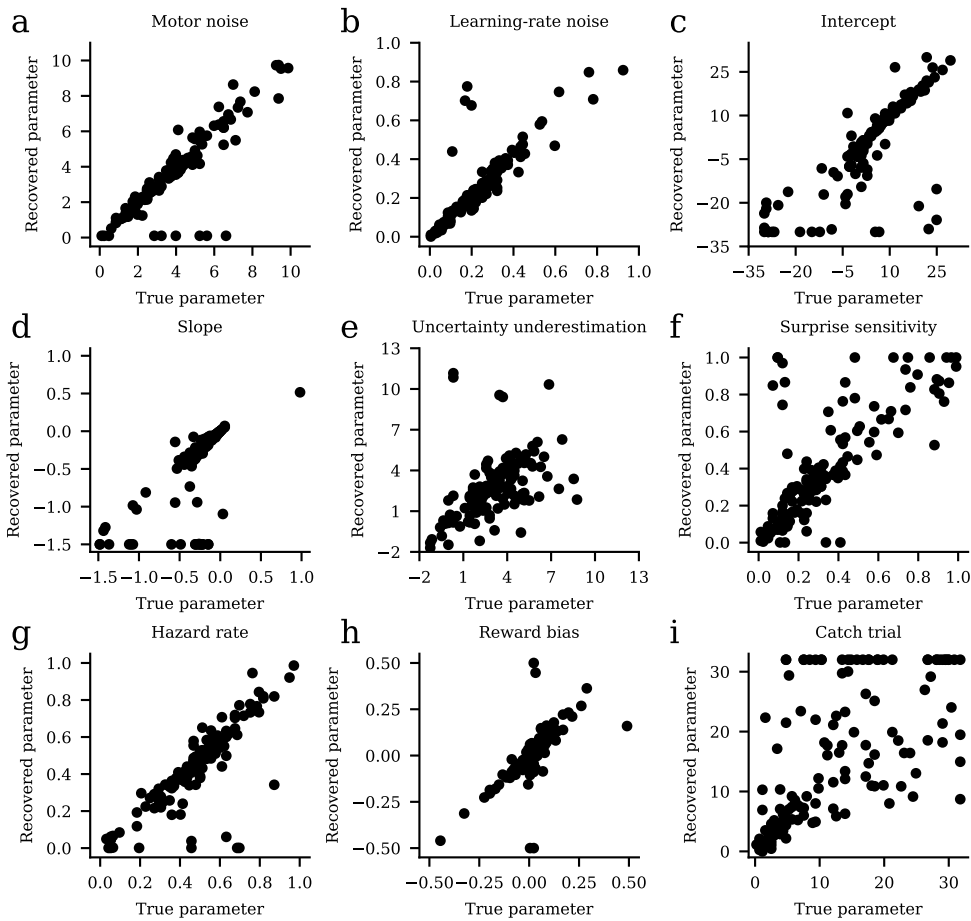 a
Motor noise
Recovered parameter
10
8
6
4
2
0
0 2 4 6 8 10
True parameter
b
Learning-rate noise
Recovered parameter
1.0
0.8
0.6
0.4
0.2
0.0
0.0 0.2 0.4 0.6 0.8 1.0
True parameter
c
Intercept
Recovered parameter
25
10
−5
−20
−35
−35 −20 −5 10 25
True parameter
d
Slope
Recovered parameter
1.0
0.5
0.0
−0.5
−1.0
−1.5
−1.5 −1.0 −0.5 0.0 0.5 1.0
True parameter
e
Uncertainty underestimation
Recovered parameter
13
10
7
4
1
−2
−2 1 4 7 10 13
True parameter
f
Surprise sensitivity
Recovered parameter
1.0
0.8
0.6
0.4
0.2
0.0
0.0 0.2 0.4 0.6 0.8 1.0
True parameter
g
Hazard rate
Recovered parameter
1.0
0.8
0.6
0.4
0.2
0.0
0.0 0.2 0.4 0.6 0.8 1.0
True parameter
h
Reward bias
Recovered parameter
0.50
0.25
0.00
−0.25
−0.50
−0.50 −0.25 0.00 0.25 0.50
True parameter
i
Catch trial
Recovered parameter
30
20
10
0
0 10 20 30
True parameter